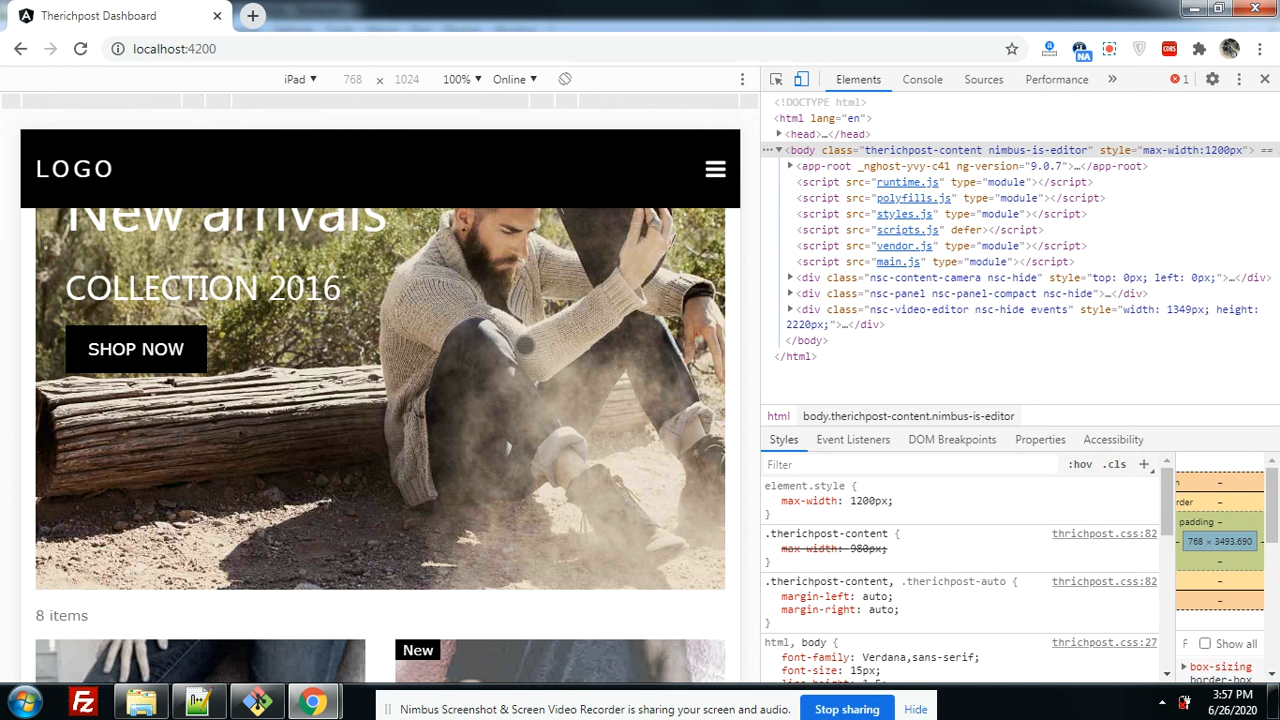 Therichpost Dashboard
localhost:4200
NA
CORS
iPad 768 × 1024 100% Online
Elements Console Sources Performance » 1
LOGO
New arrivals
COLLECTION 2016
SHOP NOW
8 items
New
<!DOCTYPE html>
<html lang="en">
<head>…</head>
<body class="therichpost-content nimbus-is-editor" style="max-width:1200px"> ==
<app-root _nghost-yvy-c41 ng-version="9.0.7">…</app-root>
<script src="runtime.js" type="module"></script>
<script src="polyfills.js" type="module"></script>
<script src="styles.js" type="module"></script>
<script src="scripts.js" defer></script>
<script src="vendor.js" type="module"></script>
<script src="main.js" type="module"></script>
<div class="nsc-content-camera nsc-hide" style="top: 0px; left: 0px;">…</div>
<div class="nsc-panel nsc-panel-compact nsc-hide">…</div>
<div class="nsc-video-editor nsc-hide events" style="width: 1349px; height:
2220px;">…</div>
</body>
</html>
html body.therichpost-content.nimbus-is-editor
Styles Event Listeners DOM Breakpoints Properties Accessibility
Filter :hov .cls +
element.style {
max-width: 1200px;
}
.therichpost-content { thrichpost.css:82
max-width: 980px;
}
.therichpost-content, .therichpost-auto { thrichpost.css:82
margin-left: auto;
margin-right: auto;
}
html, body { thrichpost.css:27
font-family: Verdana,sans-serif;
font-size: 15px;
n –
order –
padding –
768 × 3493.690
–
–
–
F Show all
box-sizing
border-box
Nimbus Screenshot & Screen Video Recorder is sharing your screen and audio. Stop sharing Hide
3:57 PM
6/26/2020